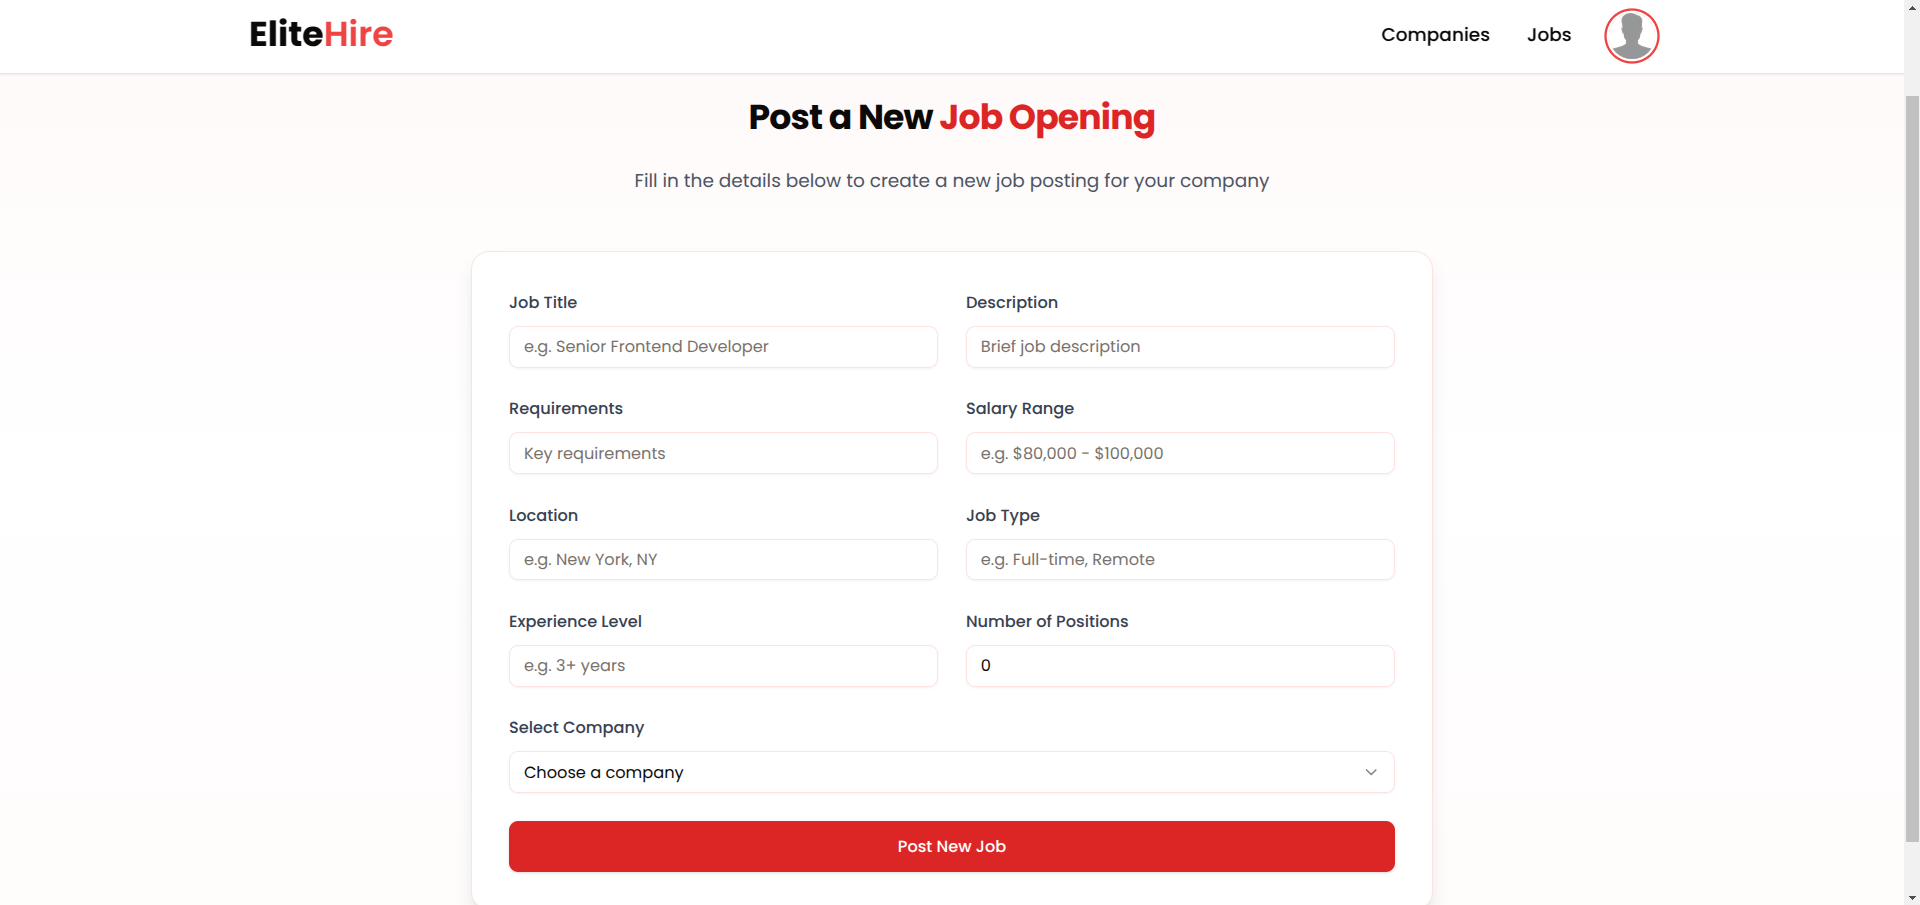 EliteHire
Companies
Jobs
Post a New Job Opening
Fill in the details below to create a new job posting for your company
Job Title
Description
e.g. Senior Frontend Developer
Brief job description
Requirements
Salary Range
Key requirements
e.g. $80,000 - $100,000
Location
Job Type
e.g. New York, NY
e.g. Full-time, Remote
Experience Level
Number of Positions
e.g. 3+ years
0
Select Company
Choose a company
Post New Job